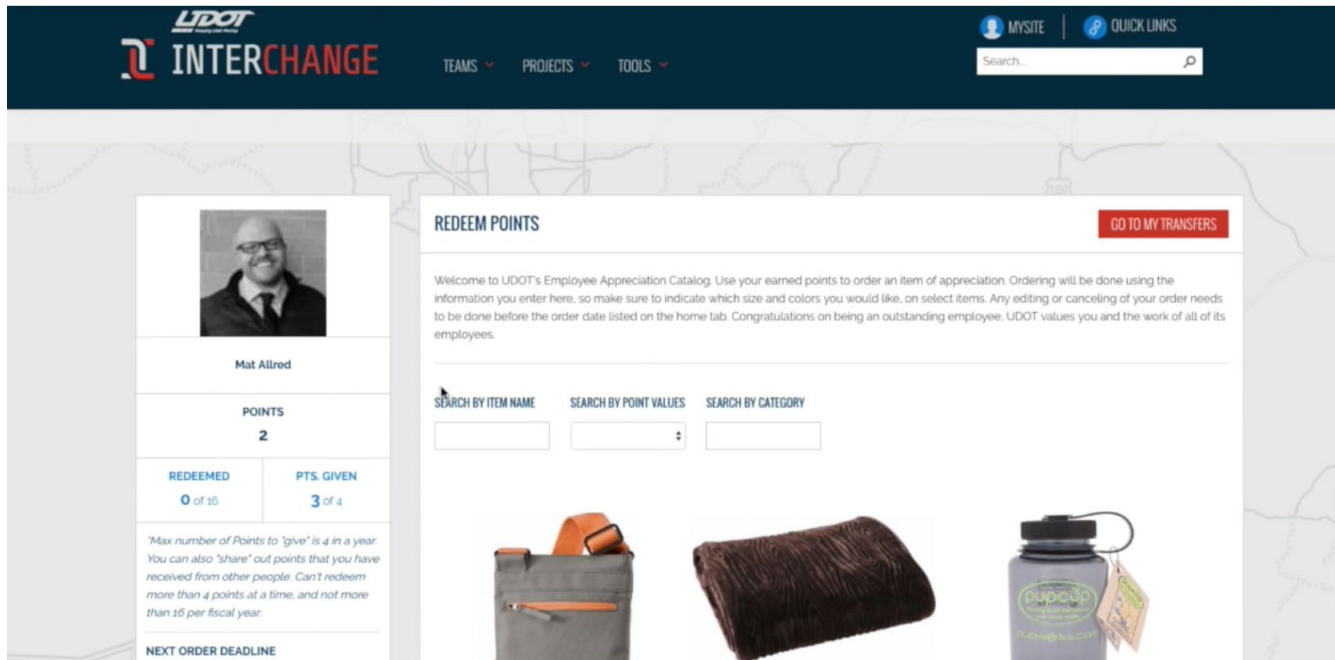 UDOT
Keeping Utah Moving
INTERCHANGE
TEAMS
PROJECTS
TOOLS
MYSITE
QUICK LINKS
Search...
189
Mat Allred
POINTS
2
REDEEMED
0 of 16
PTS. GIVEN
3 of 4
*Max number of Points to "give" is 4 in a year.
You can also "share" out points that you have
received from other people. Can't redeem
more than 4 points at a time, and not more
than 16 per fiscal year.
NEXT ORDER DEADLINE
REDEEM POINTS
GO TO MY TRANSFERS
Welcome to UDOT's Employee Appreciation Catalog. Use your earned points to order an item of appreciation. Ordering will be done using the
information you enter here, so make sure to indicate which size and colors you would like, on select items. Any editing or canceling of your order needs
to be done before the order date listed on the home tab. Congratulations on being an outstanding employee, UDOT values you and the work of all of its
employees.
SEARCH BY ITEM NAME
SEARCH BY POINT VALUES
SEARCH BY CATEGORY
pupcup